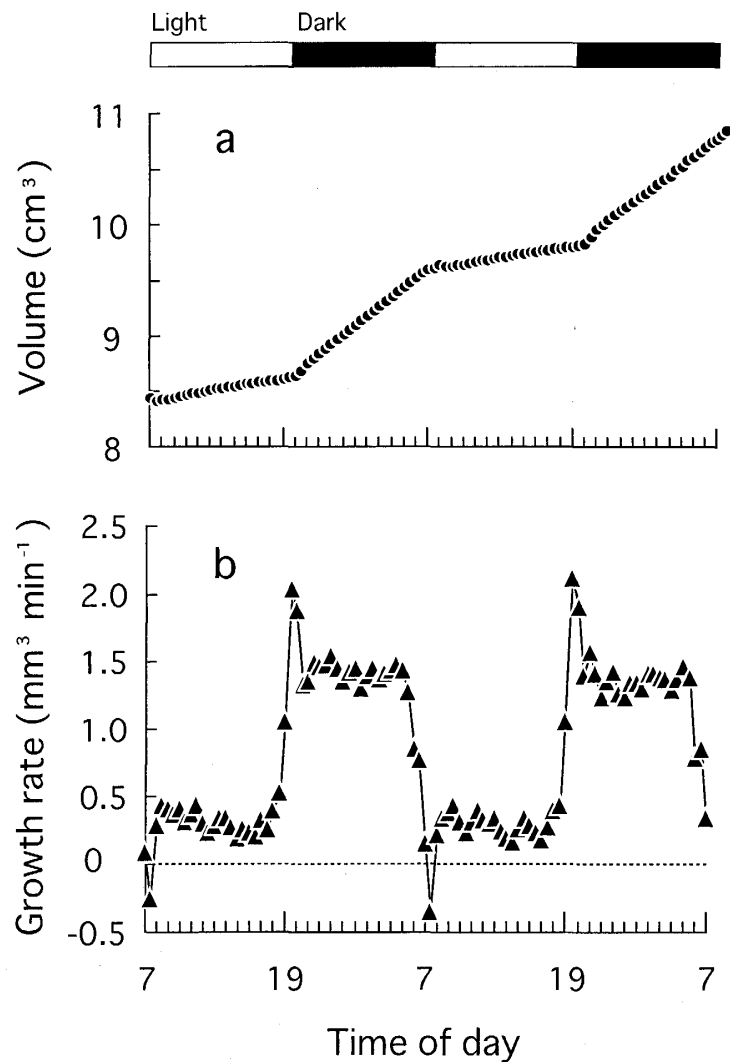 Light Dark
11
a
10
9
8
Volume (cm³)
2.5
b
2.0
1.5
1.0
0.5
0
-0.5
Growth rate (mm³ min⁻¹)
7 19 7 19 7
Time of day